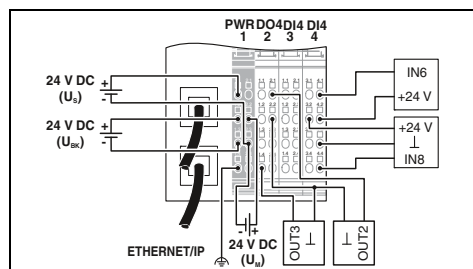 PWR DO4 DI4 DI4
1 2 3 4
24 V DC
(US)
+
-
24 V DC
(UBK)
+
-
IN6
+24 V
+24 V
⊥
IN8
- +
24 V DC
(UM)
ETHERNET/IP
OUT3
⊥
⊥
OUT2